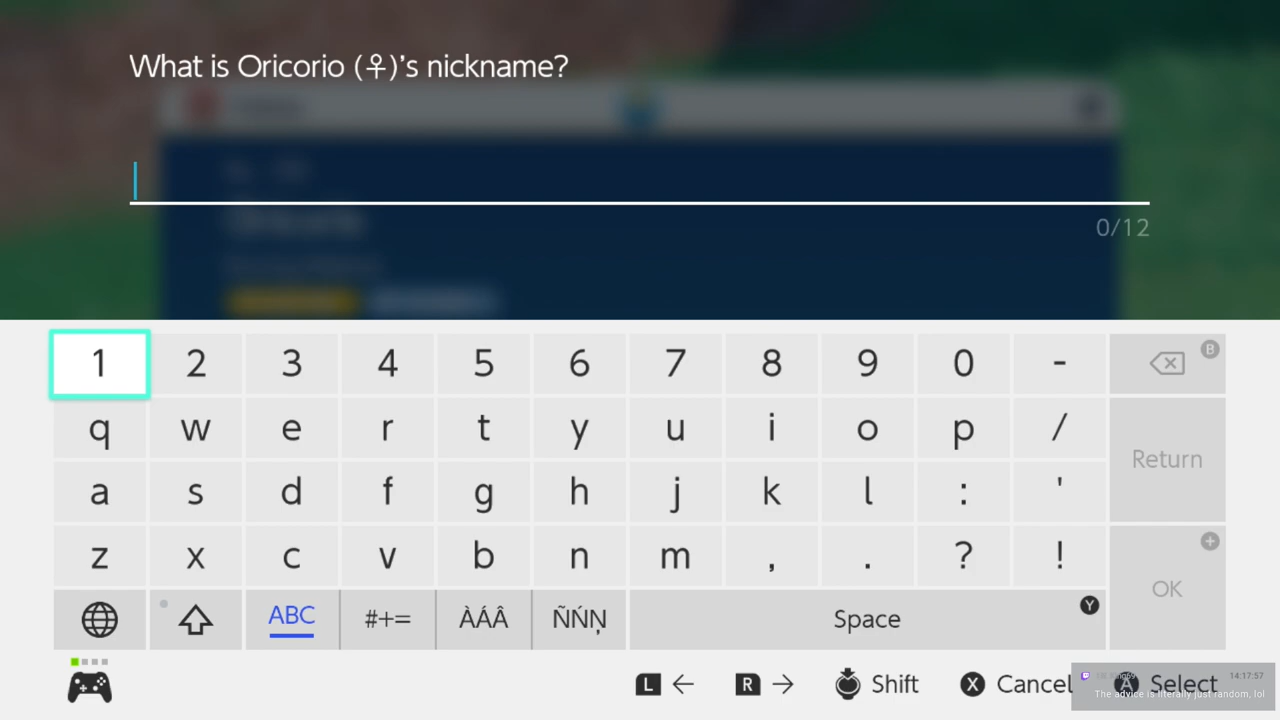 What is Oricorio (♀)'s nickname?
0/12
1 2 3 4 5 6 7 8 9 0 -
q w e r t y u i o p /
Return
a s d f g h j k l : '
z x c v b n m , . ? !
OK
ABC #+= ÀÁÂ ÑŃŅ Space
L ← R → Shift X Cancel A Select
14:17:57
The advice is literally just random, lol